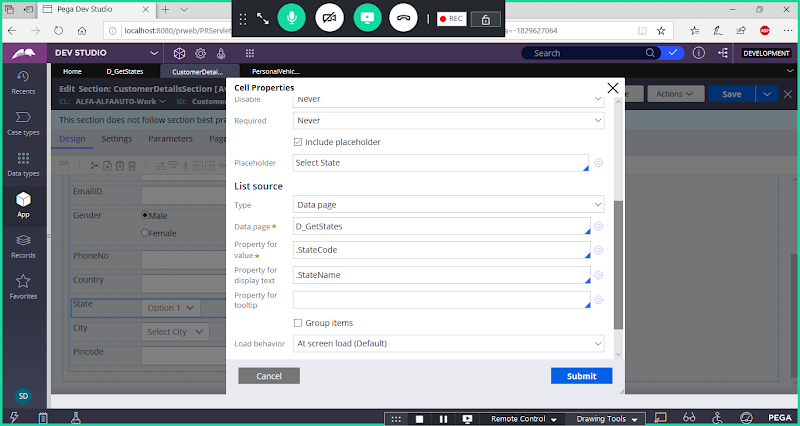 Pega Dev Studio
REC
localhost:8080/prweb/PRServlet
a=-1829627064
ABP
DEV STUDIO
Search
DEVELOPMENT
Home
D_GetStates
CustomerDetai...
PersonalVehic...
Recents
Case types
Data types
App
Records
Favorites
SD
Edit Section: CustomerDetailsSection [Av
CL: ALFA-ALFAAUTO-Work
ID: Custome
Actions
Save
This section does not follow section best pra
Design
Settings
Parameters
Page
EmailID
Gender
Male
Female
PhoneNo
Country
State
Option 1
City
Select City
Pincode
Cell Properties
Disable
Never
Required
Never
Include placeholder
Placeholder
Select State
List source
Type
Data page
Data page*
D_GetStates
Property for
value*
.StateCode
Property for
display text
.StateName
Property for
tooltip
Group items
Load behavior
At screen load (Default)
Cancel
Submit
Remote Control
Drawing Tools
PEGA